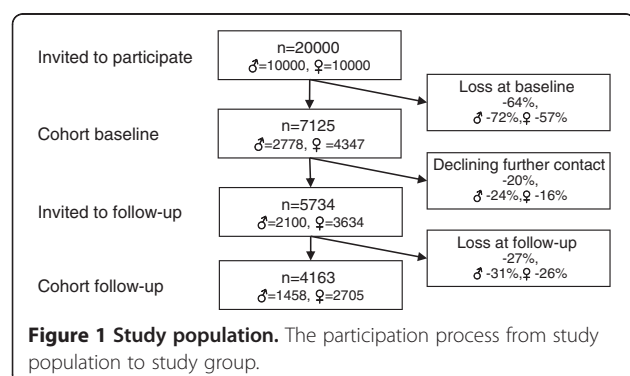 Invited to participate
n=20000
♂=10000, ♀=10000
Loss at baseline
-64%,
♂ -72%,♀ -57%
Cohort baseline
n=7125
♂=2778, ♀ =4347
Declining further contact
-20%,
♂ -24%,♀ -16%
Invited to follow-up
n=5734
♂=2100, ♀=3634
Loss at follow-up
-27%,
♂ -31%,♀ -26%
Cohort follow-up
n=4163
♂=1458, ♀=2705
Figure 1 Study population. The participation process from study
population to study group.